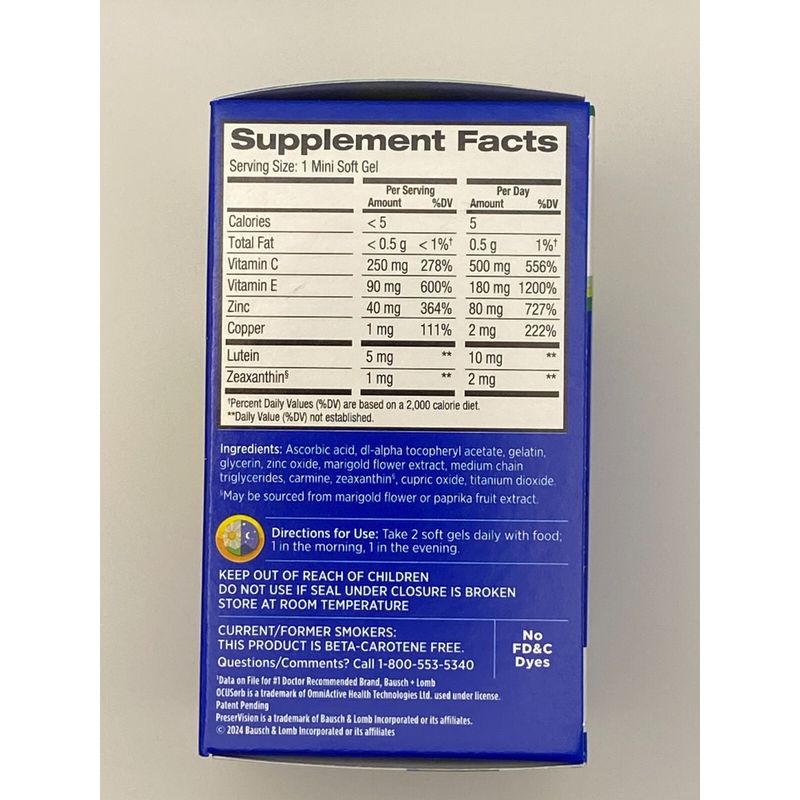 Supplement Facts
Serving Size: 1 Mini Soft Gel
Per Serving Per Day
Amount %DV Amount %DV
Calories < 5 5
Total Fat < 0.5 g < 1%† 0.5 g 1%†
Vitamin C 250 mg 278% 500 mg 556%
Vitamin E 90 mg 600% 180 mg 1200%
Zinc 40 mg 364% 80 mg 727%
Copper 1 mg 111% 2 mg 222%
Lutein 5 mg ** 10 mg **
Zeaxanthin§ 1 mg ** 2 mg **
†Percent Daily Values (%DV) are based on a 2,000 calorie diet.
**Daily Value (%DV) not established.
Ingredients: Ascorbic acid, dl-alpha tocopheryl acetate, gelatin,
glycerin, zinc oxide, marigold flower extract, medium chain
triglycerides, carmine, zeaxanthin§, cupric oxide, titanium dioxide.
§May be sourced from marigold flower or paprika fruit extract.
Directions for Use: Take 2 soft gels daily with food;
1 in the morning, 1 in the evening.
KEEP OUT OF REACH OF CHILDREN
DO NOT USE IF SEAL UNDER CLOSURE IS BROKEN
STORE AT ROOM TEMPERATURE
CURRENT/FORMER SMOKERS:
THIS PRODUCT IS BETA-CAROTENE FREE.
Questions/Comments? Call 1-800-553-5340
No
FD&C
Dyes
¹Data on File for #1 Doctor Recommended Brand, Bausch + Lomb
OCUSorb is a trademark of OmniActive Health Technologies Ltd. used under license.
Patent Pending
PreserVision is a trademark of Bausch & Lomb Incorporated or its affiliates.
© 2024 Bausch & Lomb Incorporated or its affiliates